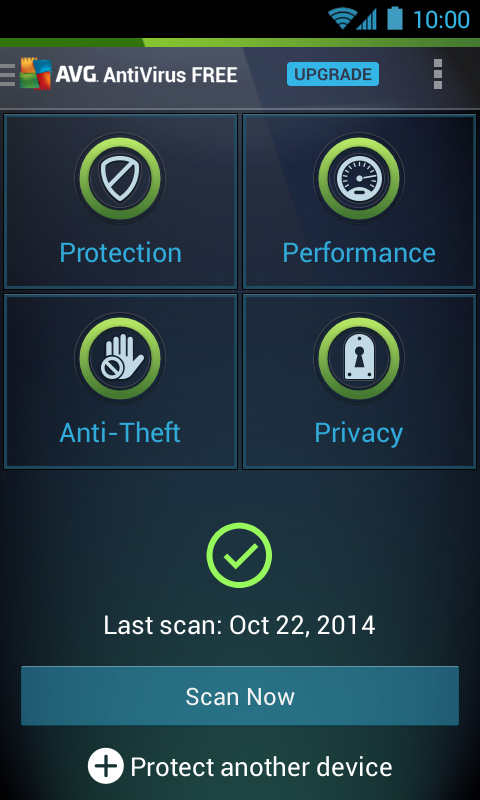 10:00
AVG. AntiVirus FREE UPGRADE
Protection
Performance
Anti-Theft
Privacy
Last scan: Oct 22, 2014
Scan Now
Protect another device